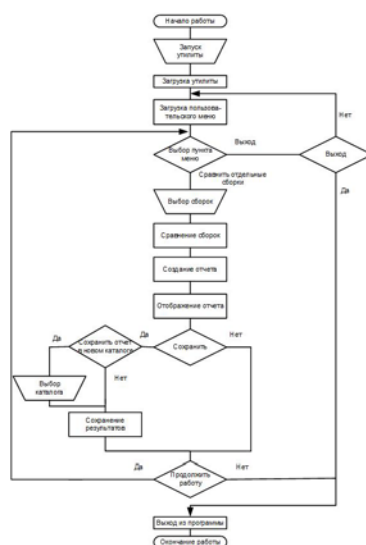 Начало работы
Запуск
утилиты
Загрузка утилиты
Нет
Загрузка пользова-
тельского меню
Выход
Выбор пункта
меню
Выход
Сравнить отдельные
сборки
Да
Выбор сборок
Сравнение сборок
Создание отчета
Отображение отчета
Да
Сохранить отчет
в новом каталоге
Да
Сохранить
Нет
Выбор
каталога
Нет
Сохранение
результатов
Да
Продолжить
работу
Нет
Выход из программы
Окончание работы